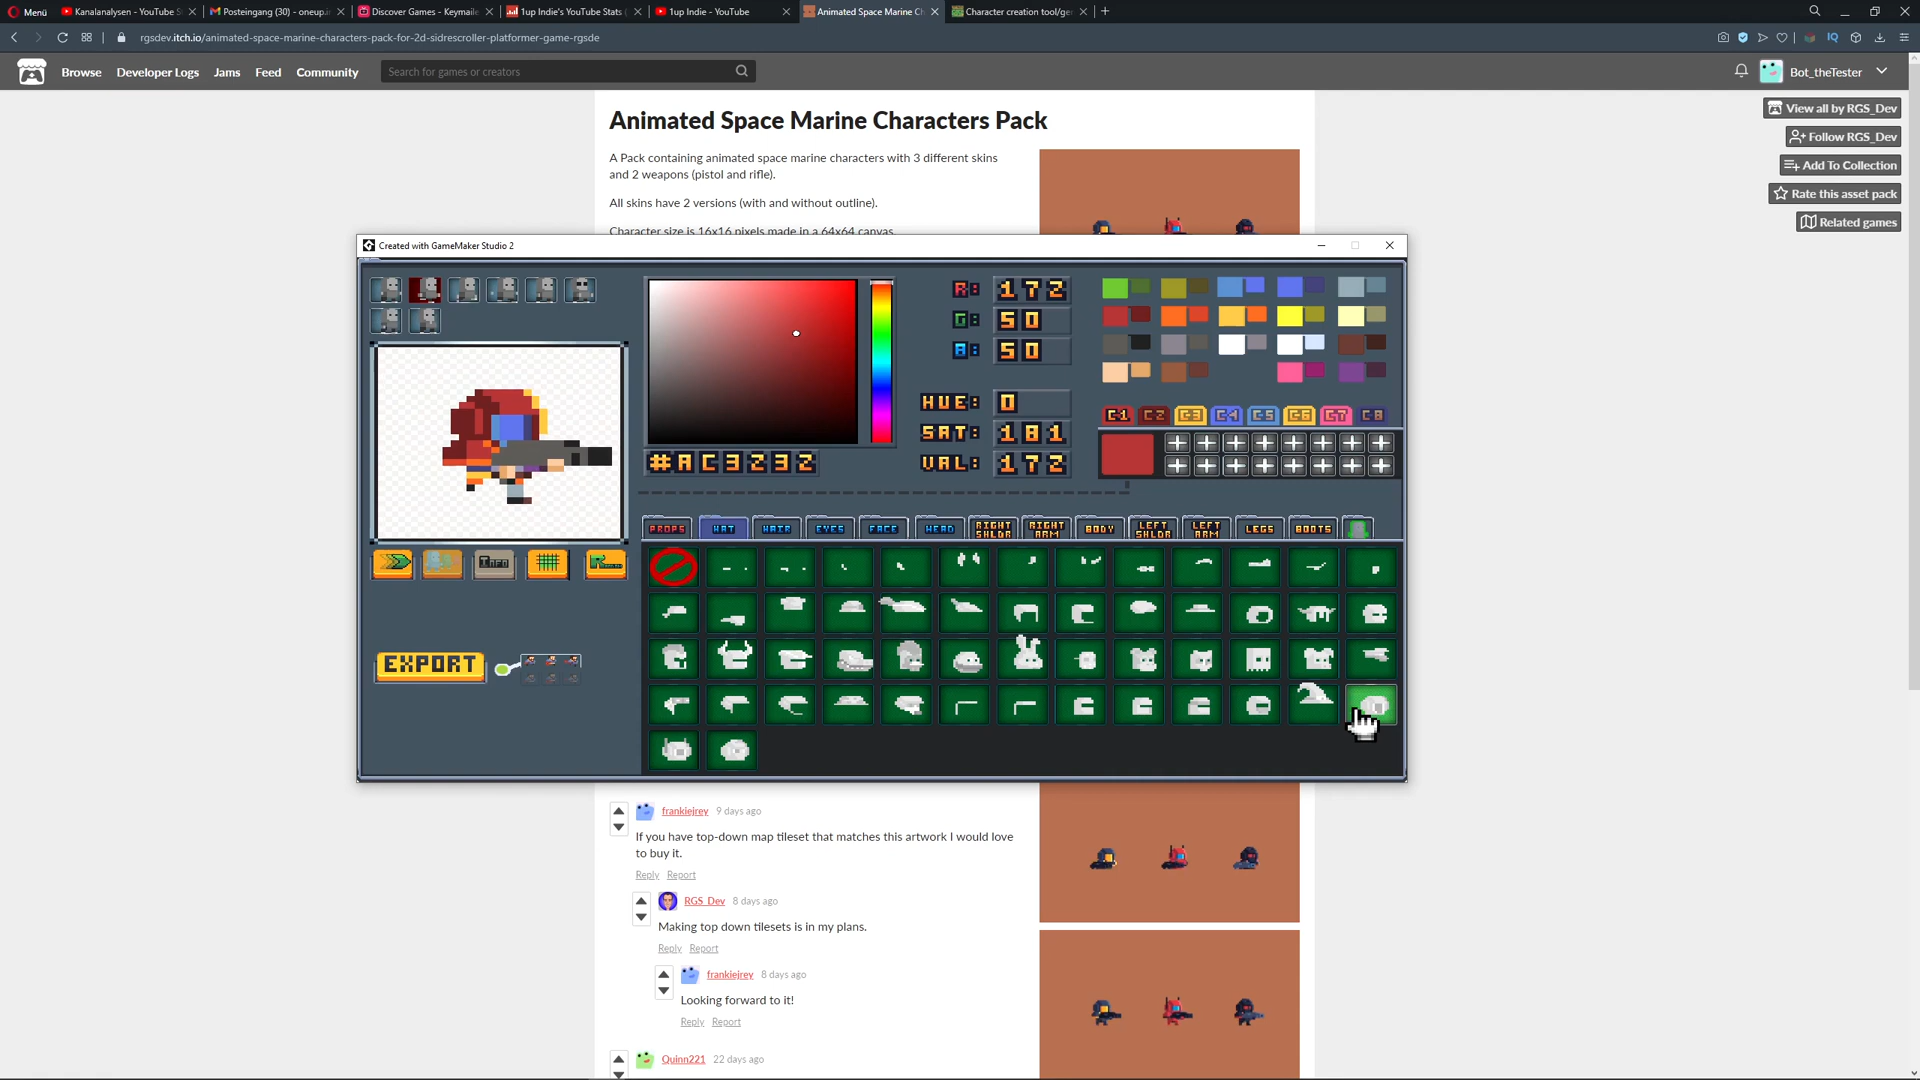 Menü
Kanalanalysen - YouTube S
Posteingang (30) - oneup.i
Discover Games - Keymaile
1up Indie's YouTube Stats (
1up Indie - YouTube
Animated Space Marine Ch
Character creation tool/ge
rgsdev.itch.io/animated-space-marine-characters-pack-for-2d-sidrescroller-platformer-game-rgsde
Browse
Developer Logs
Jams
Feed
Community
Search for games or creators
Bot_theTester
View all by RGS_Dev
Follow RGS_Dev
Add To Collection
Rate this asset pack
Related games
Animated Space Marine Characters Pack
A Pack containing animated space marine characters with 3 different skins
and 2 weapons (pistol and rifle).
All skins have 2 versions (with and without outline).
Character size is 16x16 pixels made in a 64x64 canvas.
Created with GameMaker Studio 2
R: 172
G: 50
B: 50
HUE: 0
SAT: 181
VAL: 172
#AC3232
C1 C2 C3 C4 C5 C6 C7 C8
PROPS
HAT
HAIR
EYES
FACE
HEAD
RIGHT SHLDR
RIGHT ARM
BODY
LEFT SHLDR
LEFT ARM
LEGS
BOOTS
INFO
EXPORT
frankiejrey 9 days ago
If you have top-down map tileset that matches this artwork I would love
to buy it.
Reply Report
RGS_Dev 8 days ago
Making top down tilesets is in my plans.
Reply Report
frankiejrey 8 days ago
Looking forward to it!
Reply Report
Quinn221 22 days ago